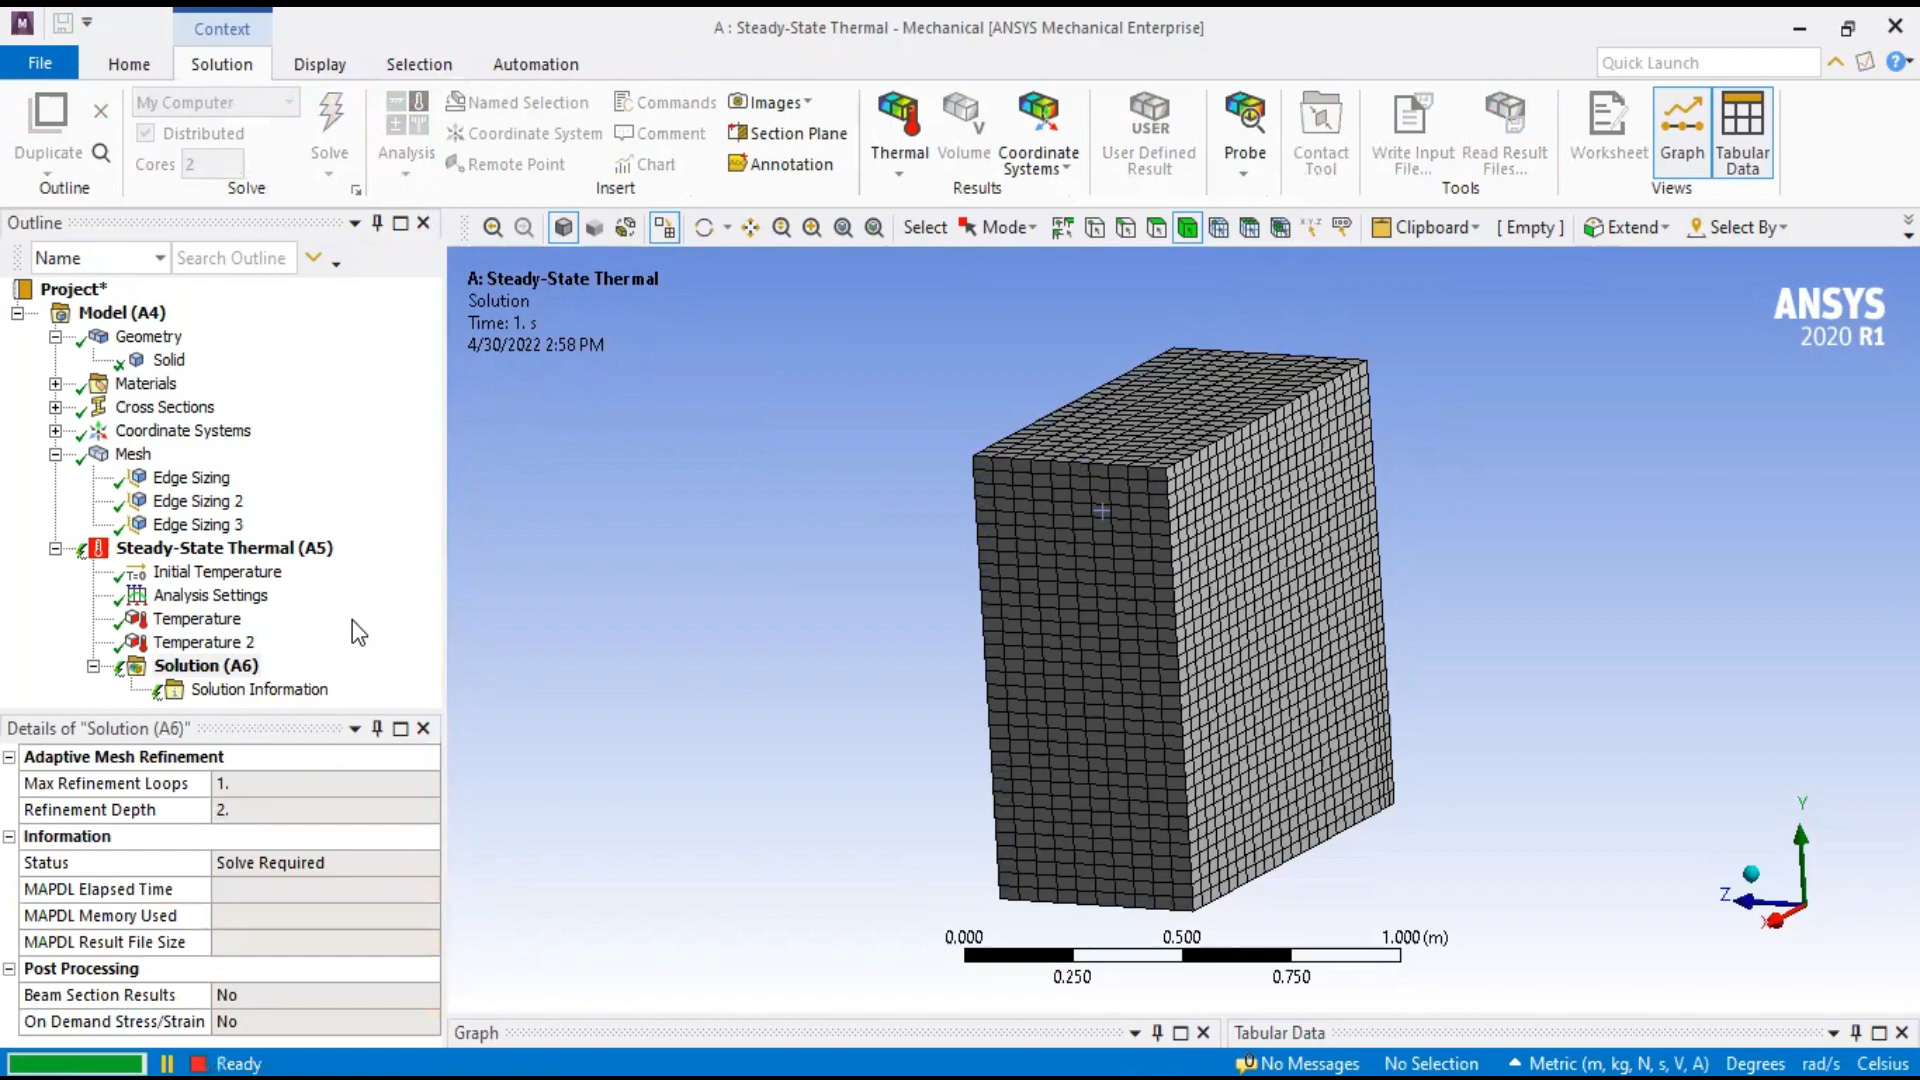 Context
A : Steady-State Thermal - Mechanical [ANSYS Mechanical Enterprise]
File Home Solution Display Selection Automation
Quick Launch
Duplicate
Outline
My Computer
Distributed
Cores 2
Solve
Solve
Analysis
Named Selection
Coordinate System
Remote Point
Commands
Comment
Chart
Images
Section Plane
Annotation
Insert
Thermal
Volume
Coordinate Systems
Results
USER
User Defined Result
Probe
Contact Tool
Write Input File...
Read Result Files...
Tools
Worksheet
Graph
Tabular Data
Views
Outline
Name
Search Outline
Select Mode Clipboard [ Empty ] Extend Select By
Project*
Model (A4)
Geometry
Solid
Materials
Cross Sections
Coordinate Systems
Mesh
Edge Sizing
Edge Sizing 2
Edge Sizing 3
Steady-State Thermal (A5)
T=0 Initial Temperature
Analysis Settings
Temperature
Temperature 2
Solution (A6)
Solution Information
Details of "Solution (A6)"
Adaptive Mesh Refinement
Max Refinement Loops 1.
Refinement Depth 2.
Information
Status Solve Required
MAPDL Elapsed Time
MAPDL Memory Used
MAPDL Result File Size
Post Processing
Beam Section Results No
On Demand Stress/Strain No
A: Steady-State Thermal
Solution
Time: 1. s
4/30/2022 2:58 PM
ANSYS
2020 R1
Y
Z
X
0.000 0.500 1.000 (m)
0.250 0.750
Graph
Tabular Data
Ready
No Messages No Selection Metric (m, kg, N, s, V, A) Degrees rad/s Celsius